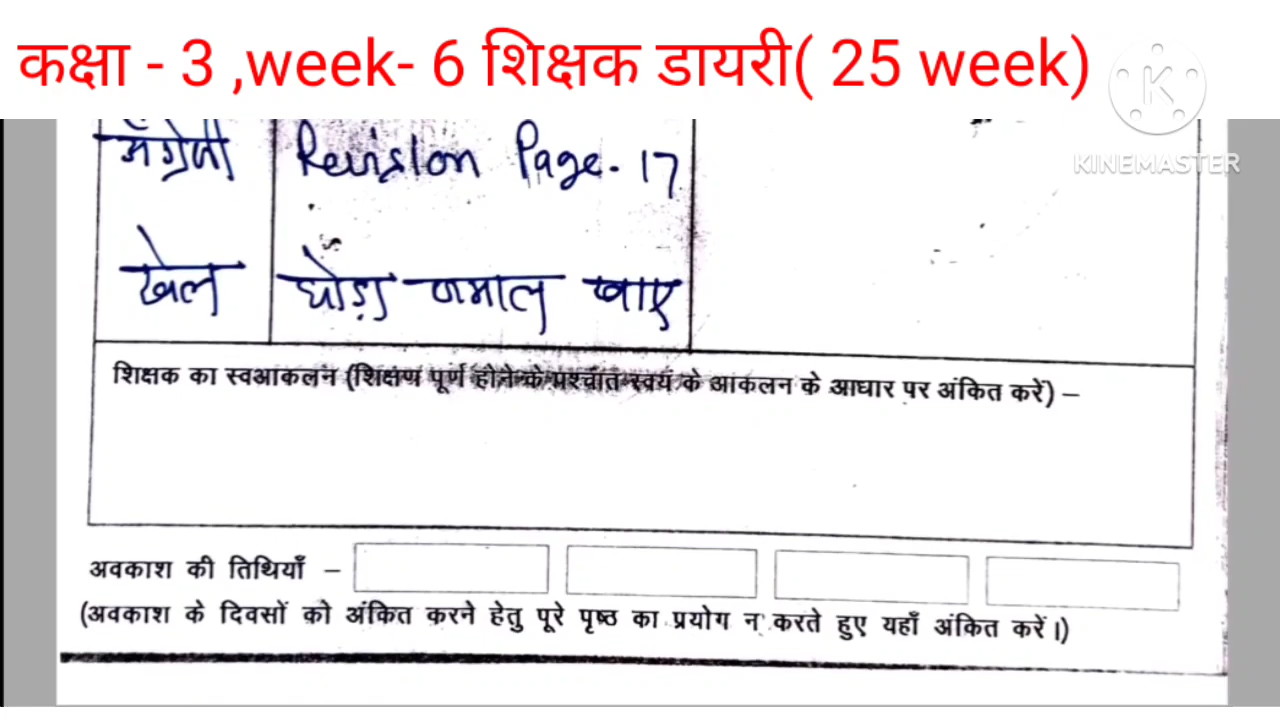 कक्षा - 3 ,week- 6 शिक्षक डायरी( 25 week)
K
KINEMASTER
अँग्रेजी Revision Page - 17
खेल घोड़ा जमाल खाए
शिक्षक का स्वआकलन (शिक्षण पूर्ण होने के पश्चात स्वयं के आकलन के आधार पर अंकित करें) –
अवकाश की तिथियाँ –
(अवकाश के दिवसों को अंकित करने हेतु पूरे पृष्ठ का प्रयोग न करते हुए यहाँ अंकित करें।)